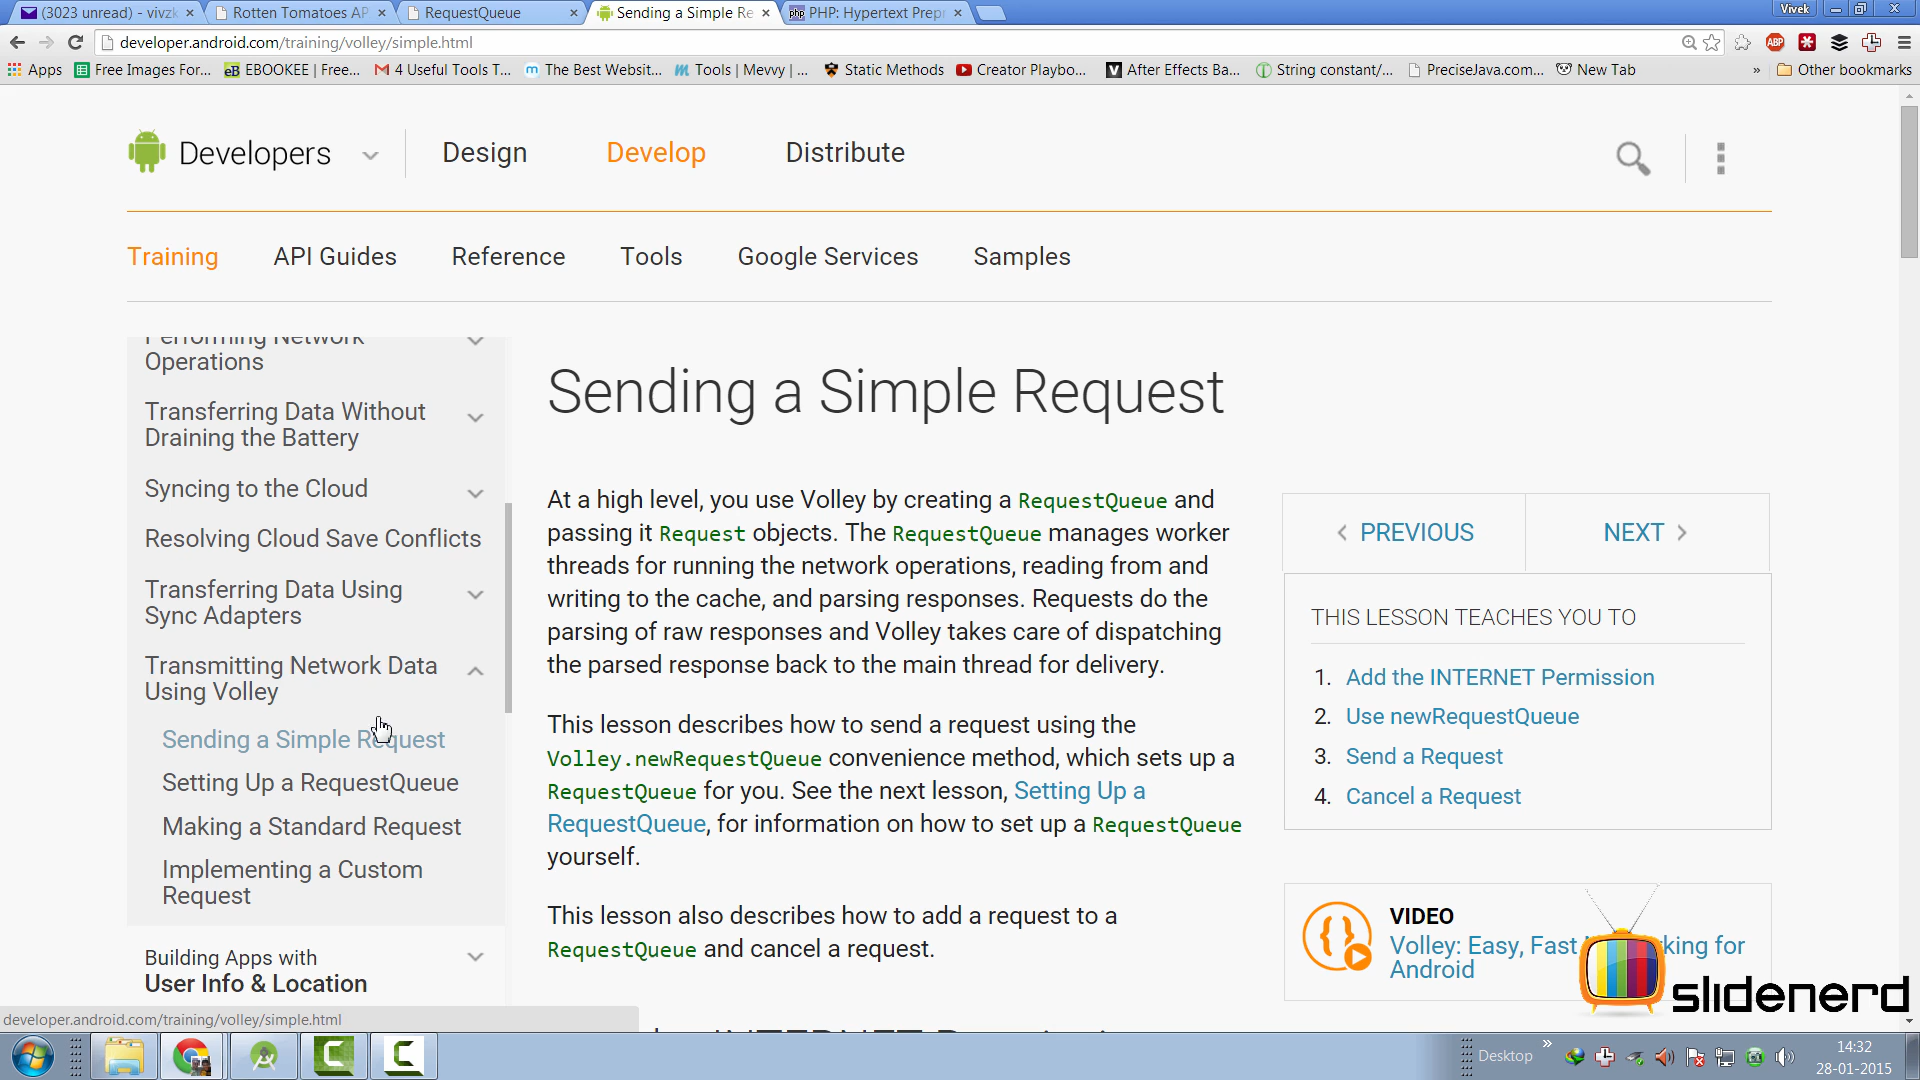 (3023 unread) - vivzk
Rotten Tomatoes AP
RequestQueue
Sending a Simple Re
PHP: Hypertext Prepr
Vivek
developer.android.com/training/volley/simple.html
Apps
Free Images For...
EBOOKEE | Free...
4 Useful Tools T...
The Best Websit...
Tools | Mevvy | ...
Static Methods
Creator Playbo...
After Effects Ba...
String constant/...
PreciseJava.com...
New Tab
»
Other bookmarks
Developers
Design
Develop
Distribute
Training
API Guides
Reference
Tools
Google Services
Samples
Performing Network
Operations
Transferring Data Without
Draining the Battery
Syncing to the Cloud
Resolving Cloud Save Conflicts
Transferring Data Using
Sync Adapters
Transmitting Network Data
Using Volley
Sending a Simple Request
Setting Up a RequestQueue
Making a Standard Request
Implementing a Custom
Request
Building Apps with
User Info & Location
Sending a Simple Request
At a high level, you use Volley by creating a RequestQueue and
passing it Request objects. The RequestQueue manages worker
threads for running the network operations, reading from and
writing to the cache, and parsing responses. Requests do the
parsing of raw responses and Volley takes care of dispatching
the parsed response back to the main thread for delivery.
This lesson describes how to send a request using the
Volley.newRequestQueue convenience method, which sets up a
RequestQueue for you. See the next lesson, Setting Up a
RequestQueue, for information on how to set up a RequestQueue
yourself.
This lesson also describes how to add a request to a
RequestQueue and cancel a request.
PREVIOUS
NEXT
THIS LESSON TEACHES YOU TO
1. Add the INTERNET Permission
2. Use newRequestQueue
3. Send a Request
4. Cancel a Request
VIDEO
Volley: Easy, Fast king for
Android
slidenerd
developer.android.com/training/volley/simple.html
Desktop
»
14:32
28-01-2015